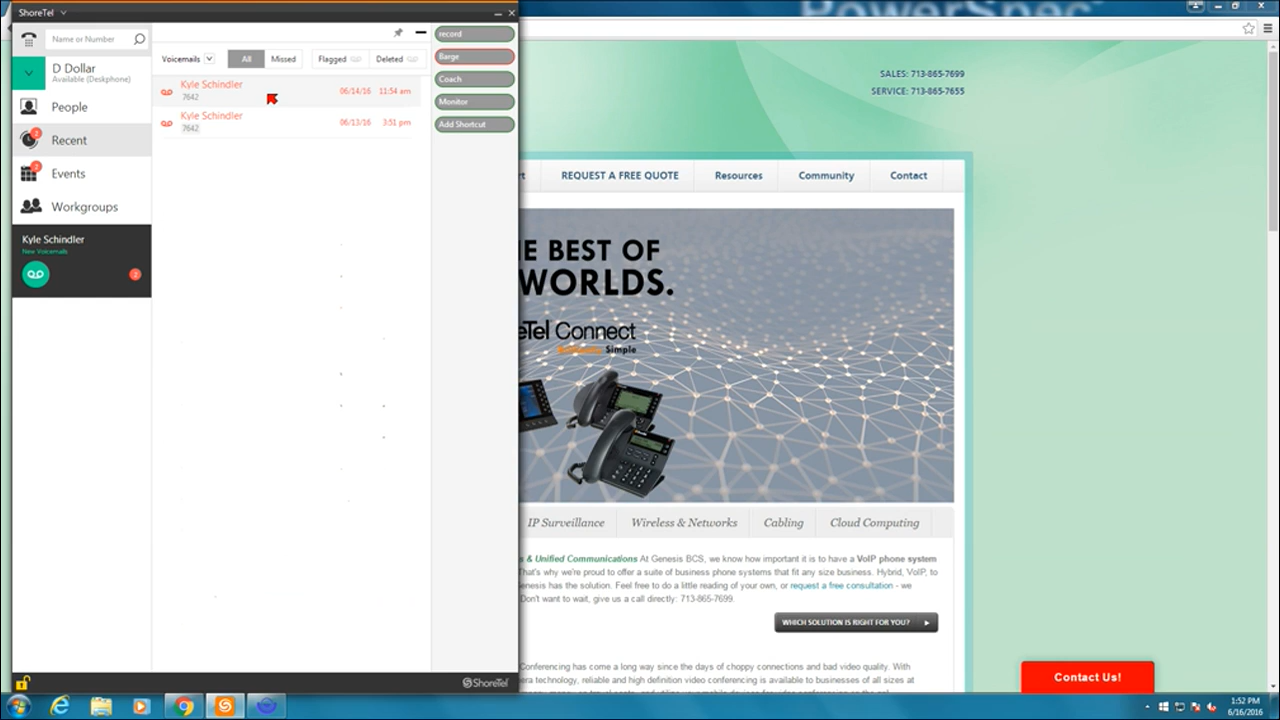 ShoreTel
PowerSpec
Name or Number
D Dollar
Available (Deskphone)
People
2
Recent
2
Events
Workgroups
Kyle Schindler
New Voicemails
2
Voicemails All Missed Flagged Deleted
Kyle Schindler
7642 06/14/16 11:54 am
Kyle Schindler
7642 06/13/16 3:51 pm
record
Barge
Coach
Monitor
Add Shortcut
ShoreTel
SALES: 713-865-7699
SERVICE: 713-865-7655
rt REQUEST A FREE QUOTE Resources Community Contact
E BEST OF
WORLDS.
eTel Connect
Simple
IP Surveillance Wireless & Networks Cabling Cloud Computing
s & Unified Communications At Genesis BCS, we know how important it is to have a VoIP phone system
That's why we're proud to offer a suite of business phone systems that fit any size business. Hybrid, VoIP, to
enesis has the solution. Feel free to do a little reading of your own, or request a free consultation - we
Don't want to wait, give us a call directly: 713-865-7699.
WHICH SOLUTION IS RIGHT FOR YOU?
Conferencing has come a long way since the days of choppy connections and bad video quality. With
era technology, reliable and high definition video conferencing is available to businesses of all sizes at
Contact Us!
1:52 PM
6/16/2016